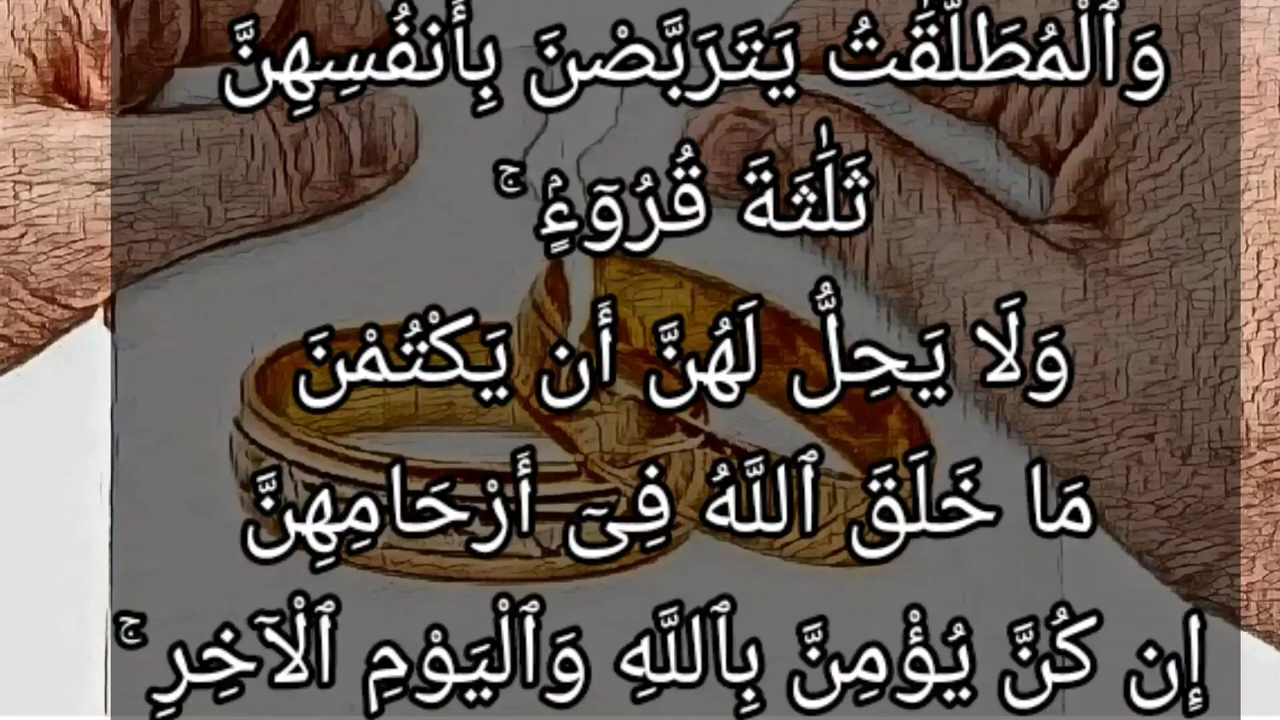 وَٱلْمُطَلَّقَٰتُ يَتَرَبَّصْنَ بِأَنفُسِهِنَّ
ثَلَٰثَةَ قُرُوٓءٍۢ ۚ
وَلَا يَحِلُّ لَهُنَّ أَن يَكْتُمْنَ
مَا خَلَقَ ٱللَّهُ فِىٓ أَرْحَامِهِنَّ
إِن كُنَّ يُؤْمِنَّ بِٱللَّهِ وَٱلْيَوْمِ ٱلْآخِرِ ۚ